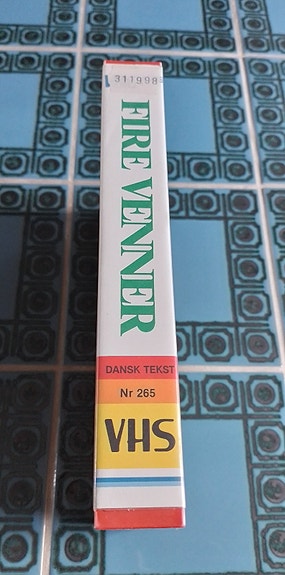 311998
FIRE VENNER
DANSK TEKST
Nr 265
VHS